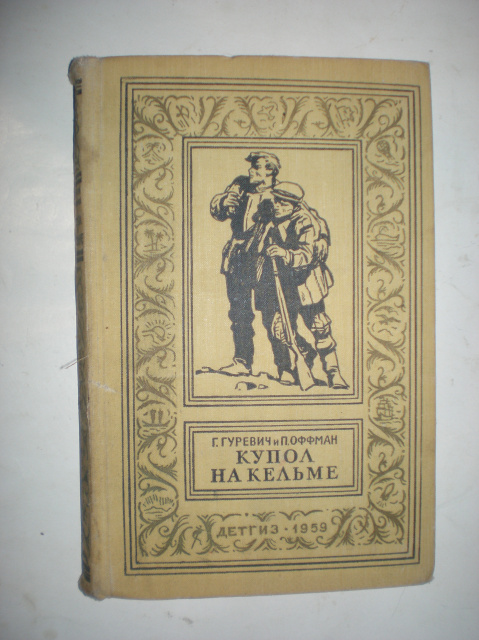 Г. ГУРЕВИЧ и П. ОФФМАН
КУПОЛ
НА КЕЛЬМЕ
ДЕТГИЗ · 1959